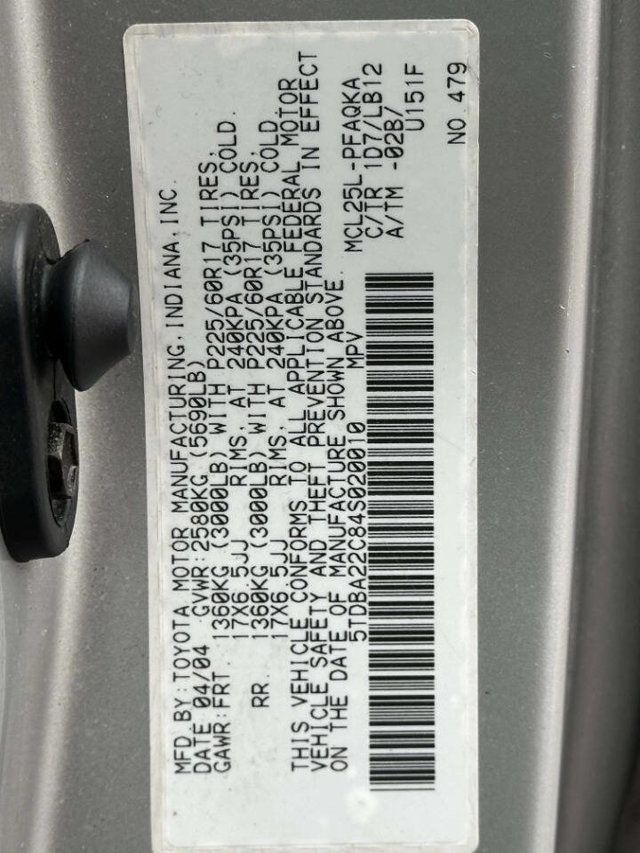 MFD BY:TOYOTA MOTOR MANUFACTURING,INDIANA,INC.
DATE 04/04 GVWR:2580KG (5690LB)
GAWR:FRT. 1360KG (3000LB) WITH P225/60R17 TIRES,
17X6.5JJ RIMS, AT 240KPA (35PSI) COLD.
RR. 1360KG (3000LB) WITH P225/60R17 TIRES,
17X6.5JJ RIMS, AT 240KPA (35PSI) COLD.
THIS VEHICLE CONFORMS TO ALL APPLICABLE FEDERAL MOTOR
VEHICLE SAFETY AND THEFT PREVENTION STANDARDS IN EFFECT
ON THE DATE OF MANUFACTURE SHOWN ABOVE.
5TDBA22C84S020010 MPV
MCL25L-PFAQKA
C/TR 1D7/LB12
A/TM -02B/
U151F
NO 479